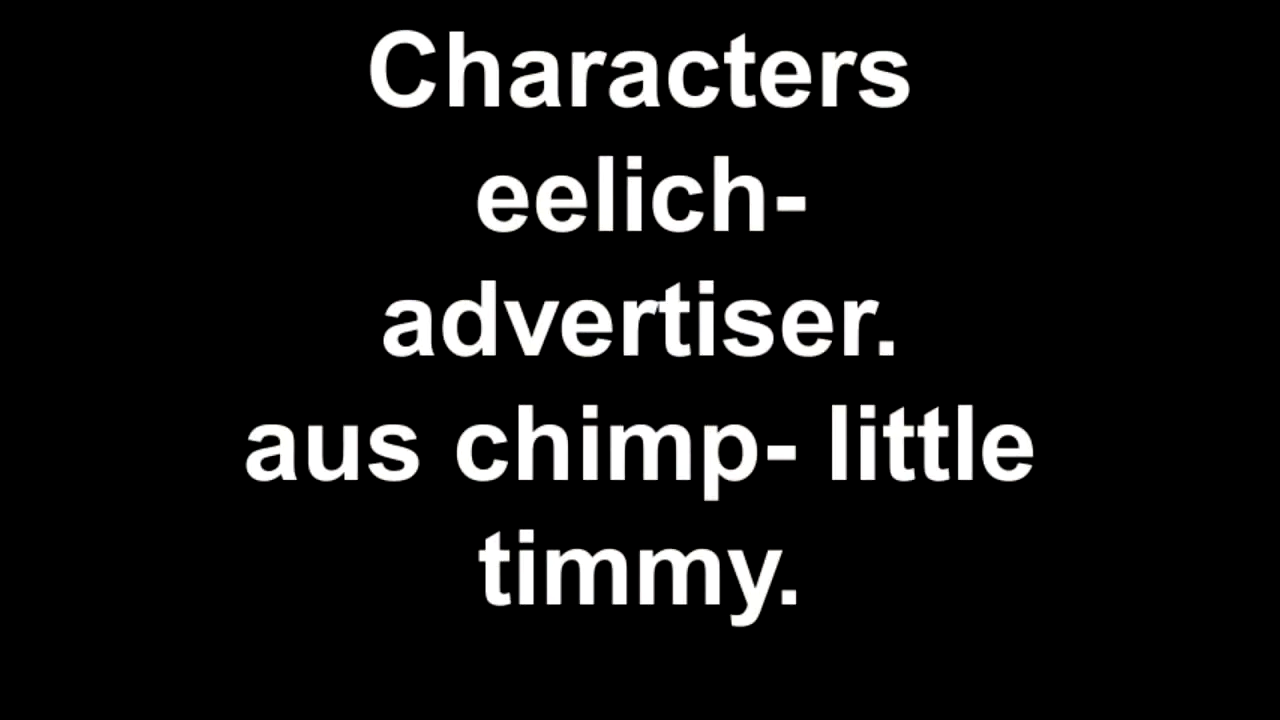 Characters
eelich-
advertiser.
aus chimp- little
timmy.